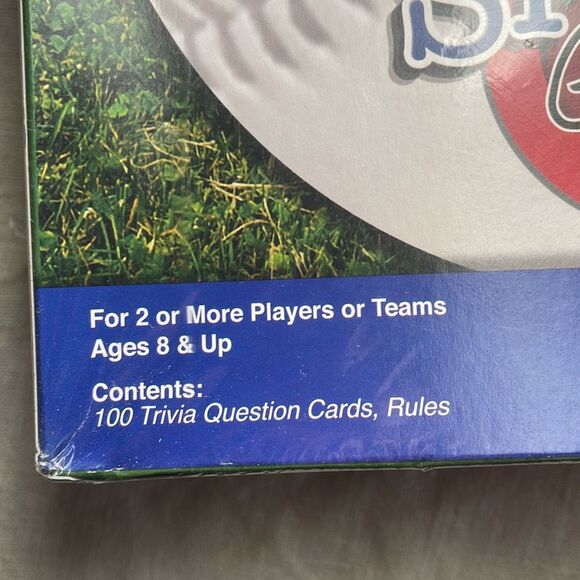 For 2 or More Players or Teams
Ages 8 & Up
Contents:
100 Trivia Question Cards, Rules